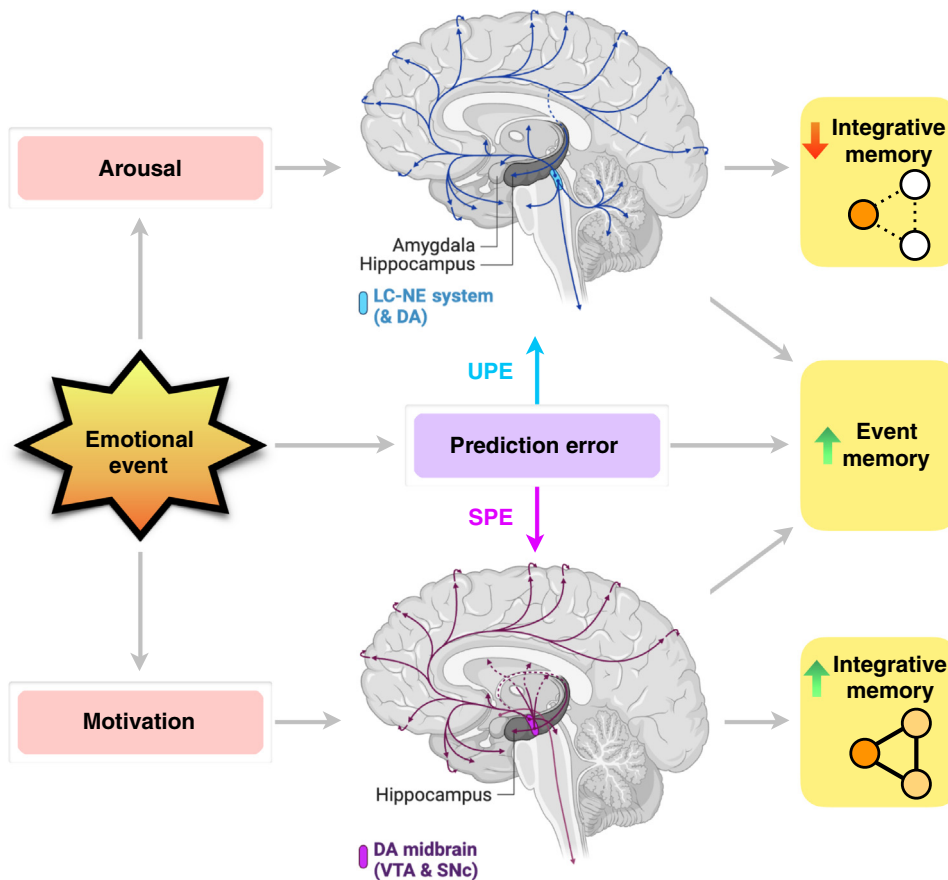 Arousal
Amygdala
Hippocampus
LC-NE system
(& DA)
Integrative
memory
UPE
Emotional
event
Prediction error
Event
memory
SPE
Motivation
Hippocampus
DA midbrain
(VTA & SNc)
Integrative
memory